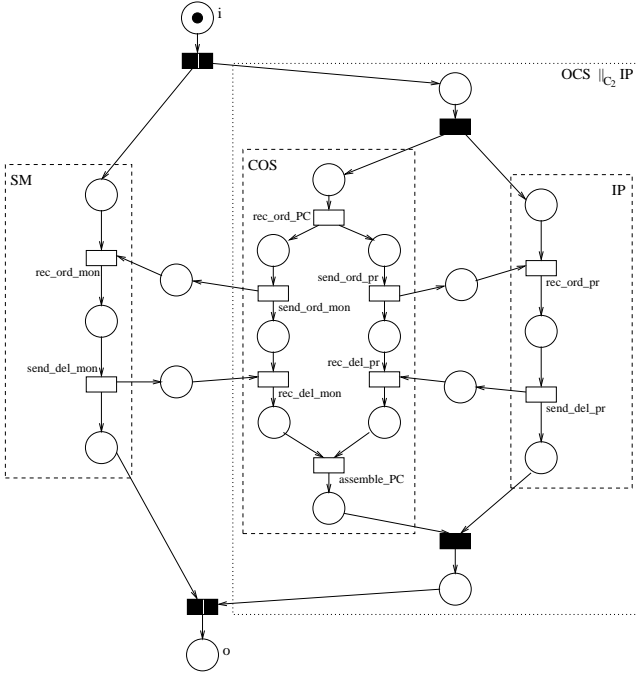 i
OCS ||C2 IP
SM
COS
IP
rec_ord_PC
rec_ord_mon
send_ord_pr
rec_ord_pr
send_ord_mon
send_del_mon
rec_del_pr
rec_del_mon
send_del_pr
assemble_PC
o